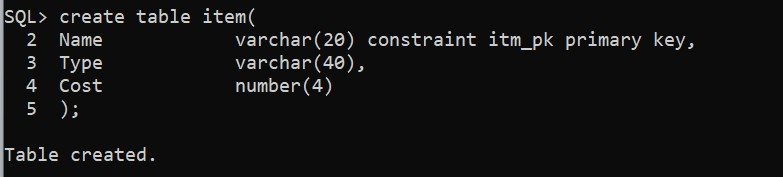 SQL> create table item(
2 Name varchar(20) constraint itm_pk primary key,
3 Type varchar(40),
4 Cost number(4)
5 );
Table created.